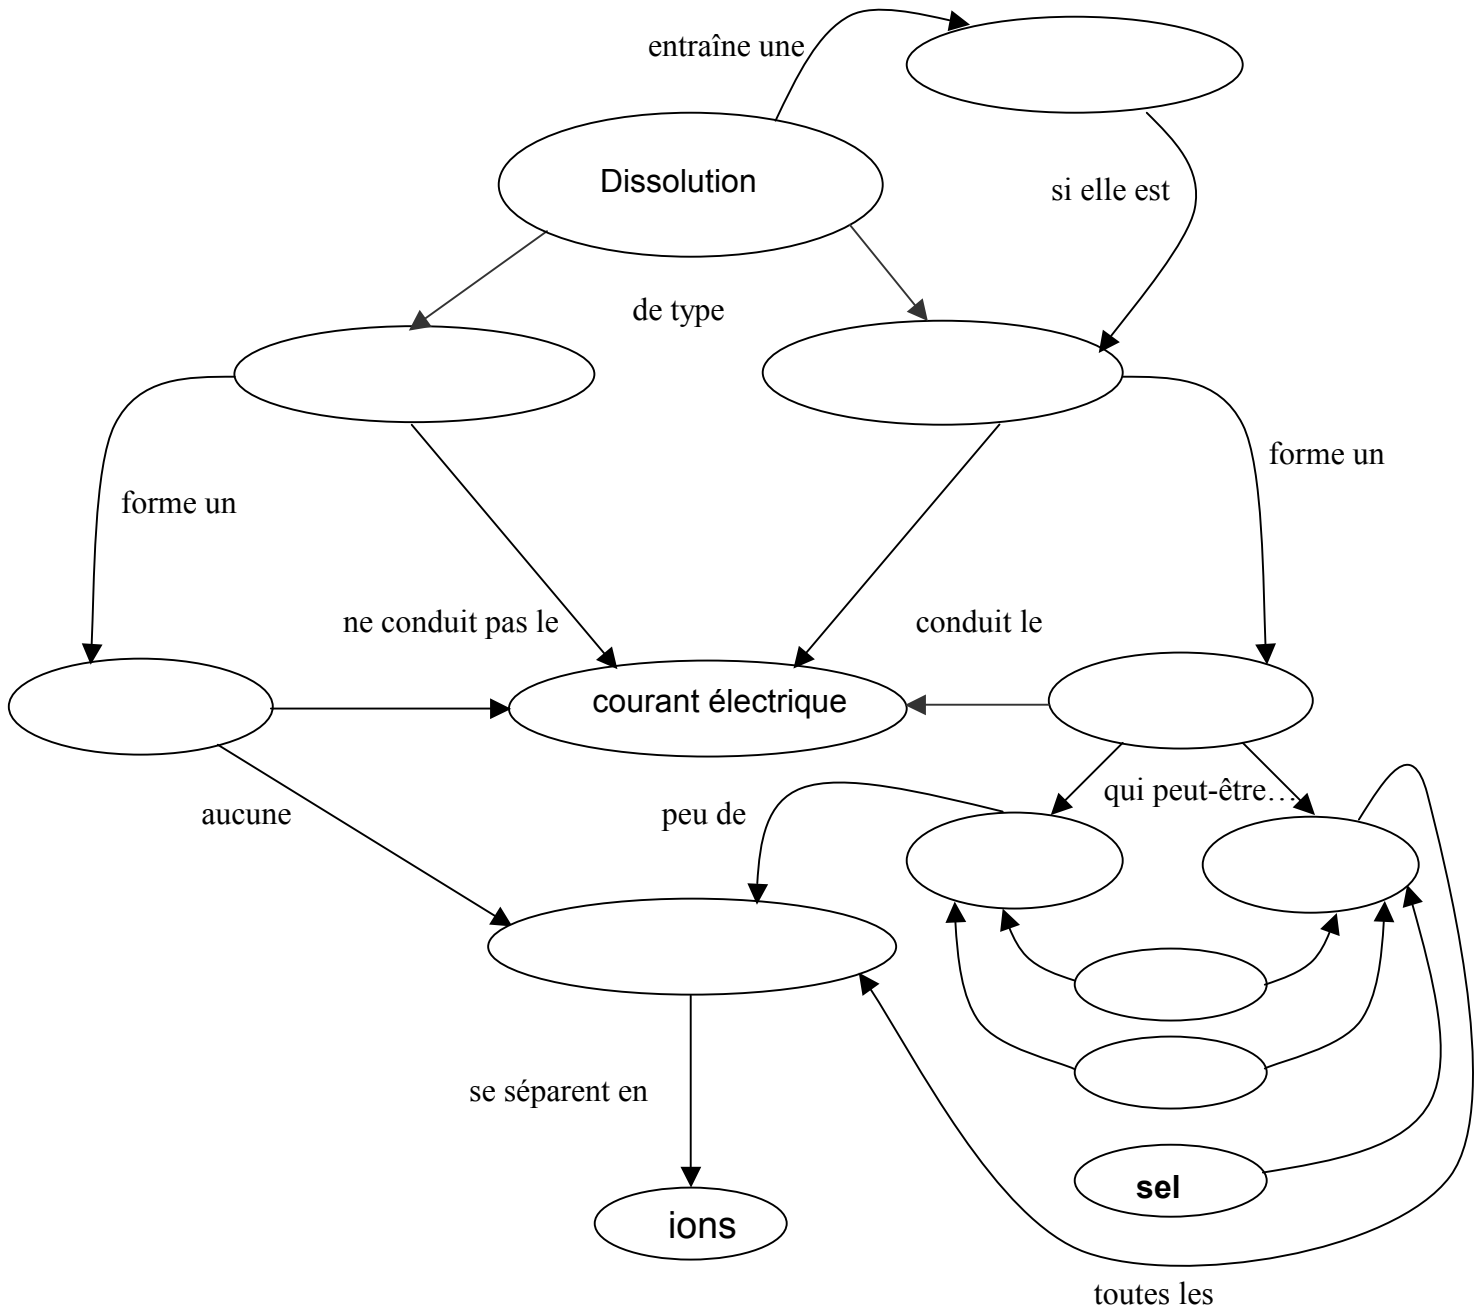 entraîne une
Dissolution
si elle est
de type
forme un
forme un
ne conduit pas le
conduit le
courant électrique
qui peut-être…
aucune
peu de
se séparent en
sel
ions
toutes les